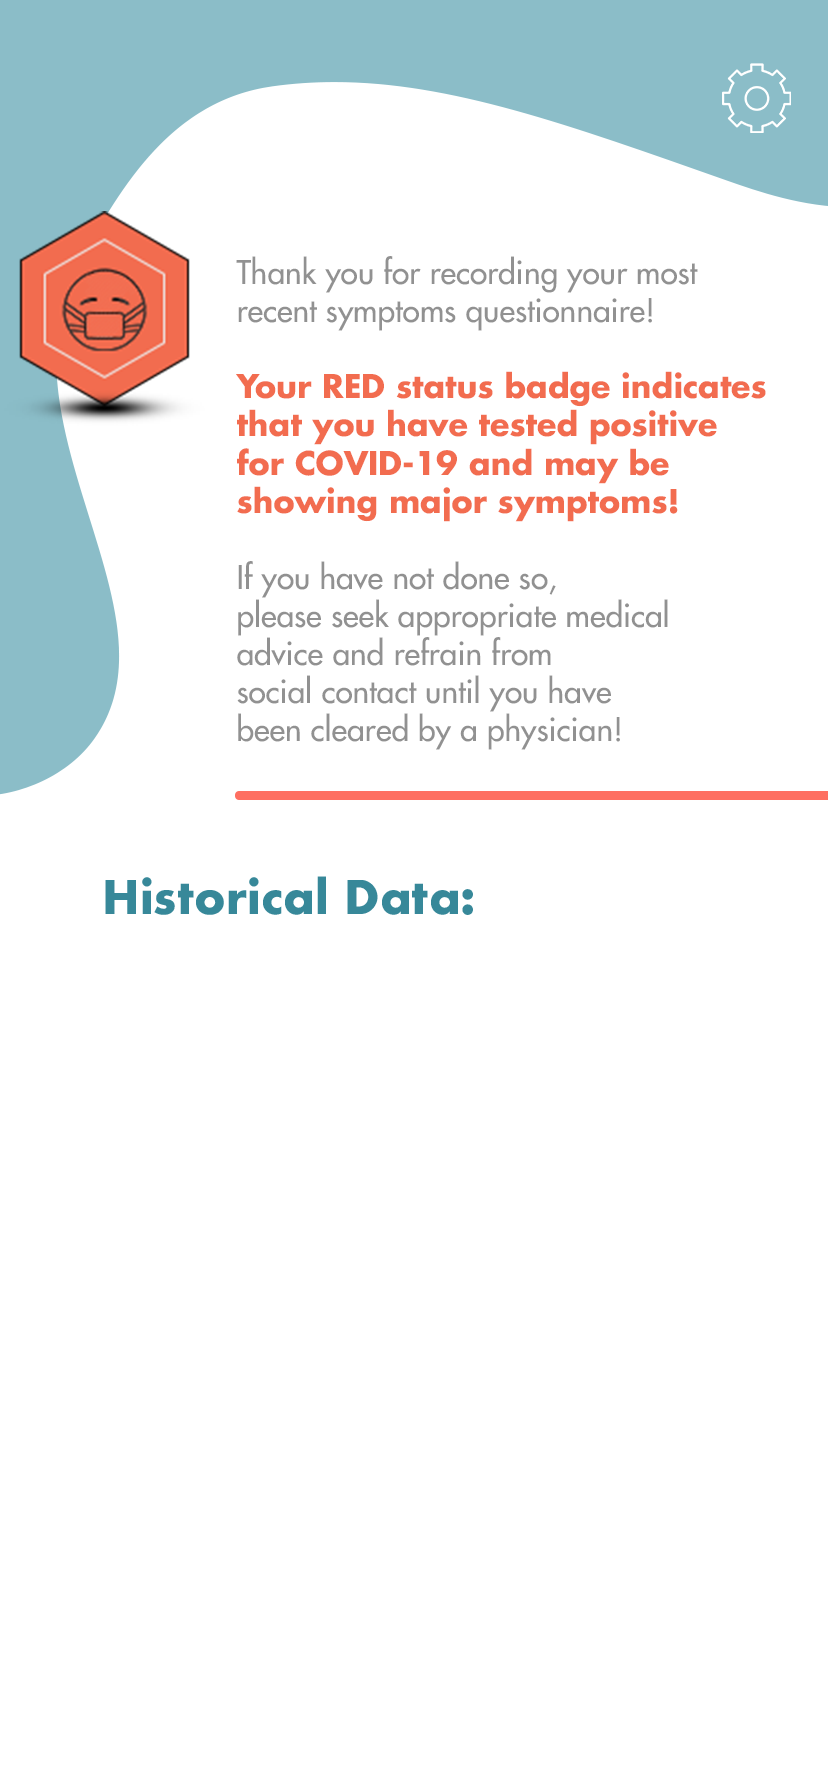 Thank you for recording your most
recent symptoms questionnaire!
Your RED status badge indicates
that you have tested positive
for COVID-19 and may be
showing major symptoms!
If you have not done so,
please seek appropriate medical
advice and refrain from
social contact until you have
been cleared by a physician!
Historical Data: